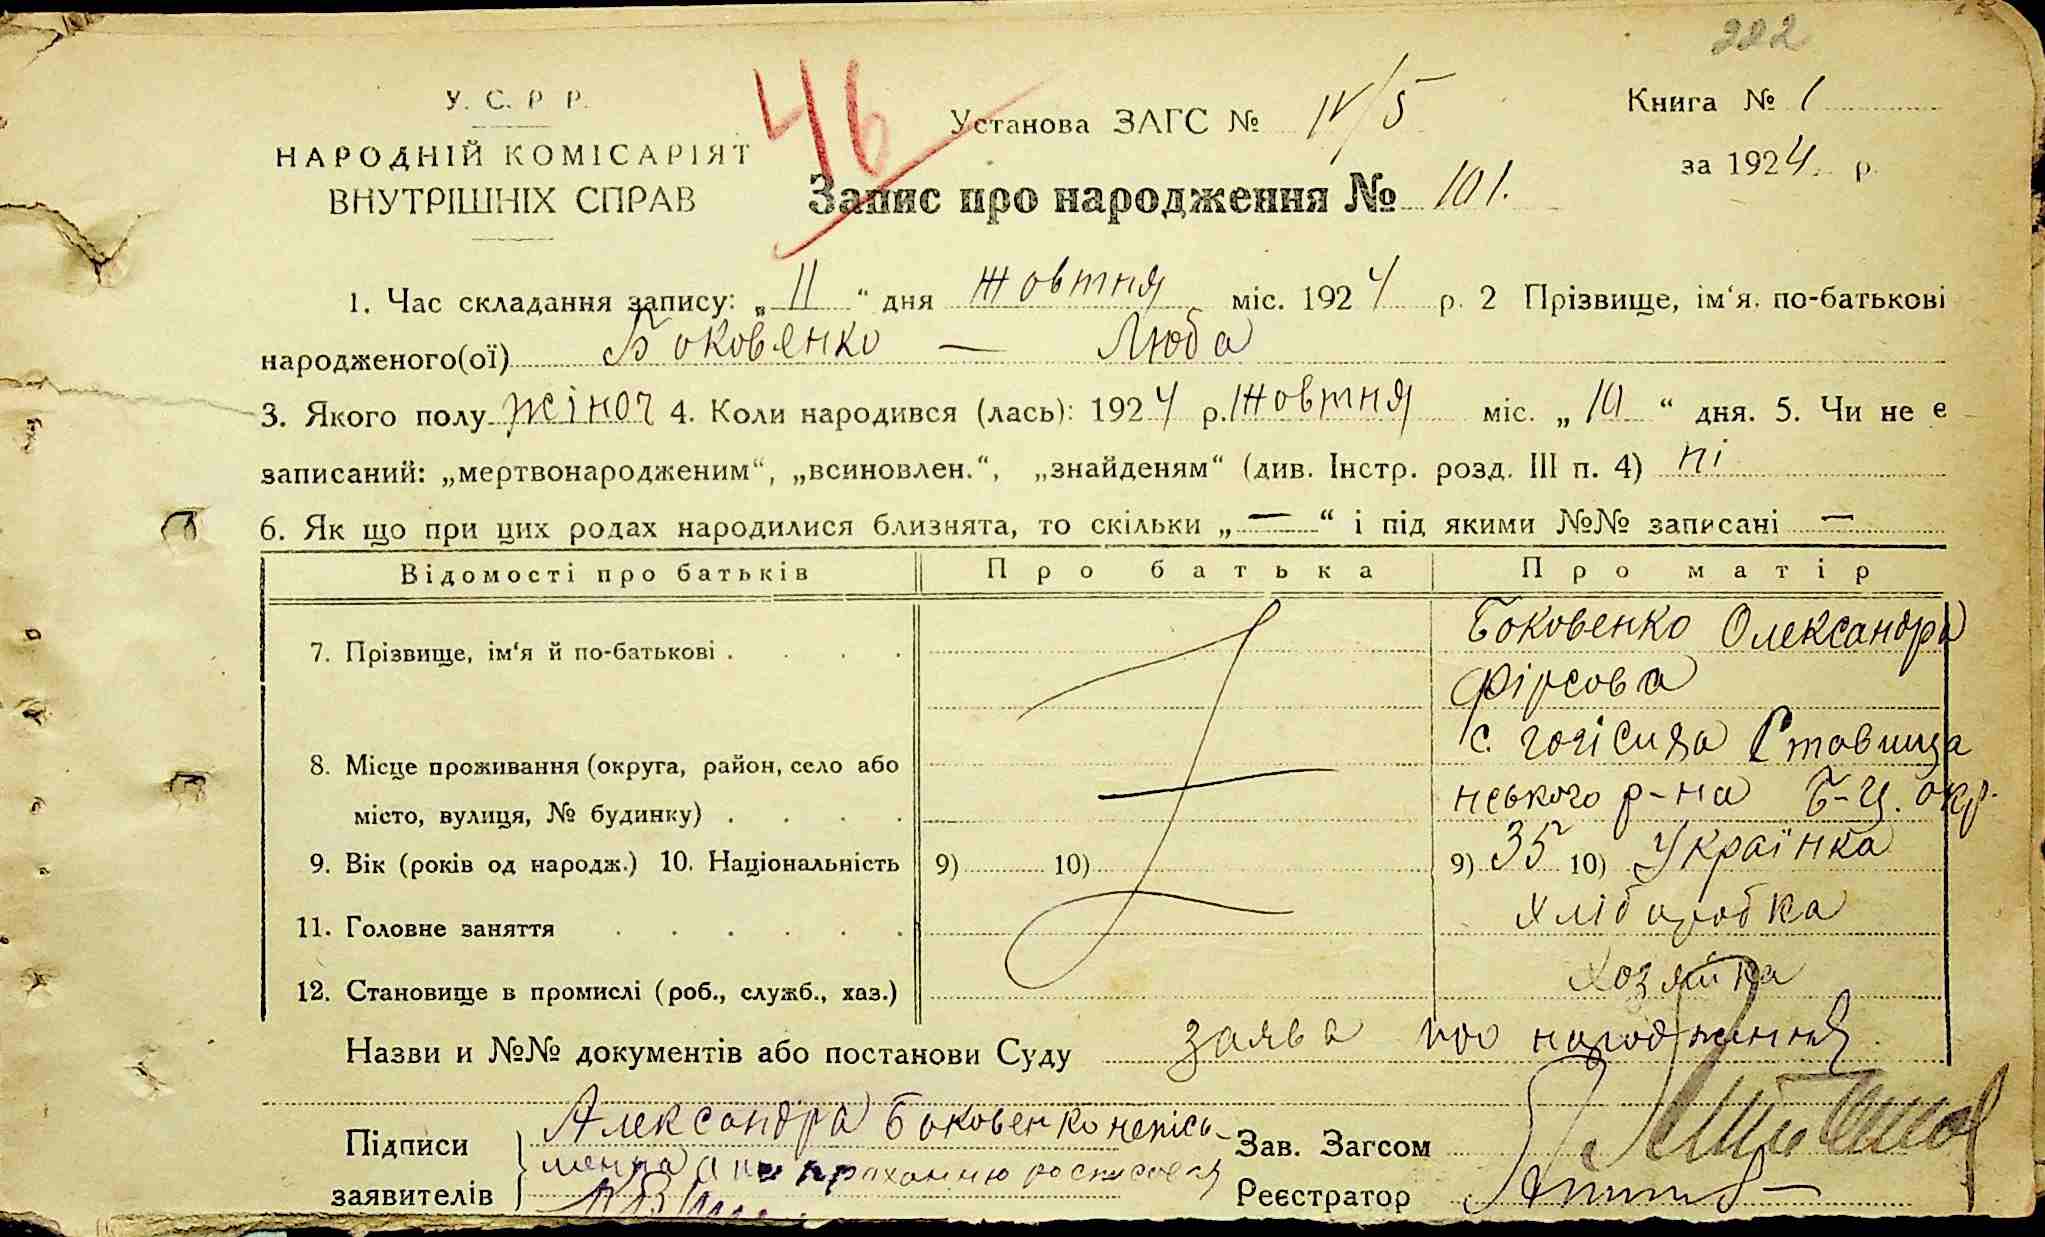 222
У. С. Р Р.
НАРОДНІЙ КОМІСАРІЯТ
ВНУТРІШНІХ СПРАВ
46
Установа ЗАГС № IV/5
Книга № 1
за 1924. р.
Запис про народження № 101.
1. Час складання запису: „11“ дня жовтня міс. 1924 р. 2 Прізвище, ім‘я, по-батькові
народженого(ої) Боковенко — Люба
3. Якого полу жіноч 4. Коли народився (лась): 1924 р. жовтня міс. „10“ дня. 5. Чи не є
записаний: „мертвонародженим“, „всиновлен.“, „знайденям“ (див. Інстр. розд. III п. 4) ні
6. Як що при цих родах народилися близнята, то скільки „—“ і під якими №№ записані —
Відомості про батьків Про батька Про матір
7. Прізвище, ім‘я й по-батькові . . . . Боковенко Олександра
Фірсова
с. Ставища
8. Місце проживання (округа, район, село або
місто, вулиця, № будинку) . . . . нського р-на Б-Ц. окр.
9. Вік (років од народж.) 10. Національність 9) 10) 9) 35 10) Українка
11. Головне заняття . . . . . . Хліборобка
12. Становище в промислі (роб., служб., хаз.) хозяйка
Назви и №№ документів або постанови Суду заява про народження
Підписи Александра Боковенко неписьменна
заявителів
Зав. Загсом
Реєстратор